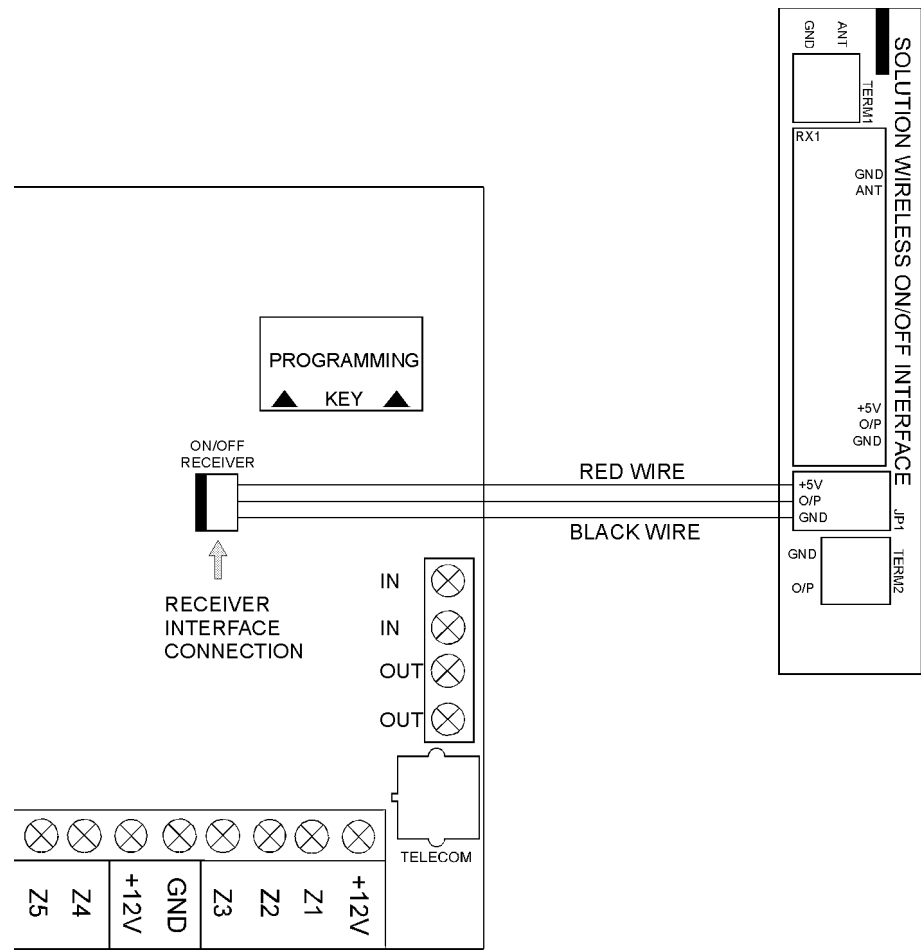 GND
ANT
TERM1
SOLUTION WIRELESS ON/OFF INTERFACE
RX1
GND
ANT
+5V
O/P
GND
PROGRAMMING
KEY
ON/OFF
RECEIVER
RED WIRE
BLACK WIRE
+5V
O/P
GND
JP1
GND
O/P
TERM2
RECEIVER
INTERFACE
CONNECTION
IN
IN
OUT
OUT
TELECOM
Z5
Z4
+12V
GND
Z3
Z2
Z1
+12V